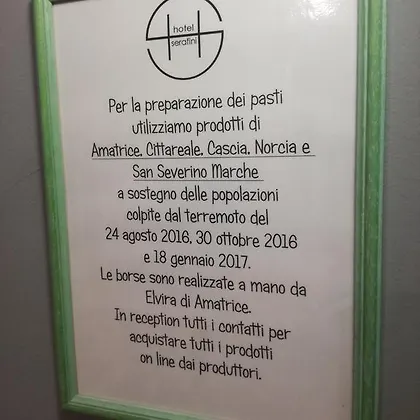 hotel
serafini
Per la preparazione dei pasti
utilizziamo prodotti di
Amatrice, Cittareale, Cascia, Norcia e
San Severino Marche
a sostegno delle popolazioni
colpite dal terremoto del
24 agosto 2016, 30 ottobre 2016
e 18 gennaio 2017.
Le borse sono realizzate a mano da
Elvira di Amatrice.
In reception tutti i contatti per
acquistare tutti i prodotti
on line dai produttori.